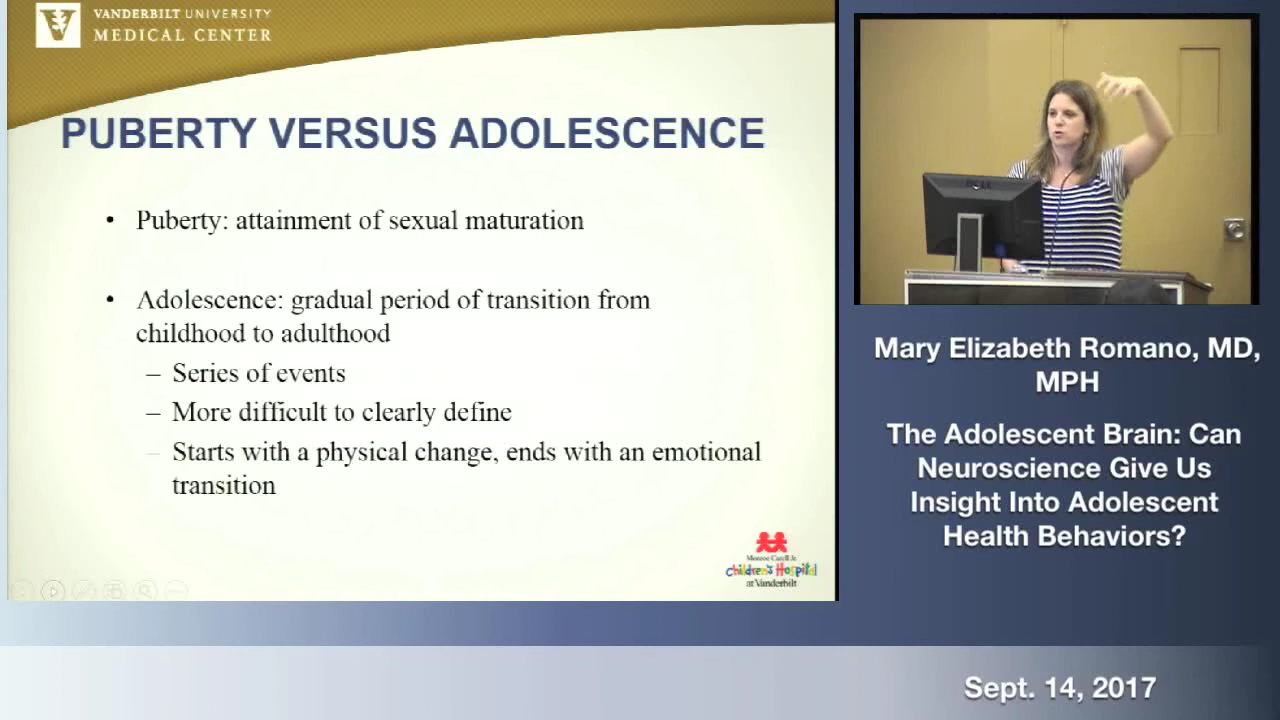 VANDERBILT UNIVERSITY
MEDICAL CENTER
PUBERTY VERSUS ADOLESCENCE
• Puberty: attainment of sexual maturation
• Adolescence: gradual period of transition from
childhood to adulthood
– Series of events
– More difficult to clearly define
– Starts with a physical change, ends with an emotional
transition
Monroe Carell Jr.
Children's Hospital
at Vanderbilt
DELL
Mary Elizabeth Romano, MD,
MPH
The Adolescent Brain: Can
Neuroscience Give Us
Insight Into Adolescent
Health Behaviors?
Sept. 14, 2017